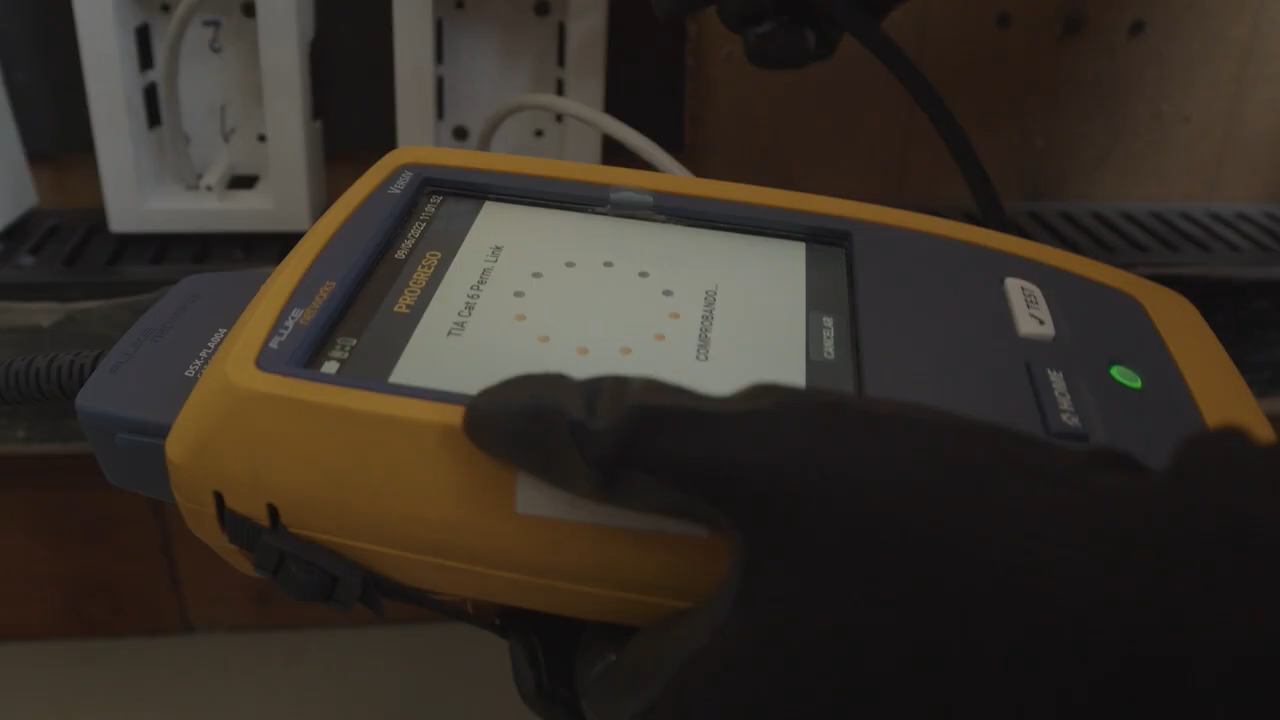 VERSIV
FLUKE
networks
09/06/2022 11:01:52
PROGRESO
TIA Cat 6 Perm. Link
COMPROBANDO...
CANCELAR
TEST
HOME
DSX-PLA004